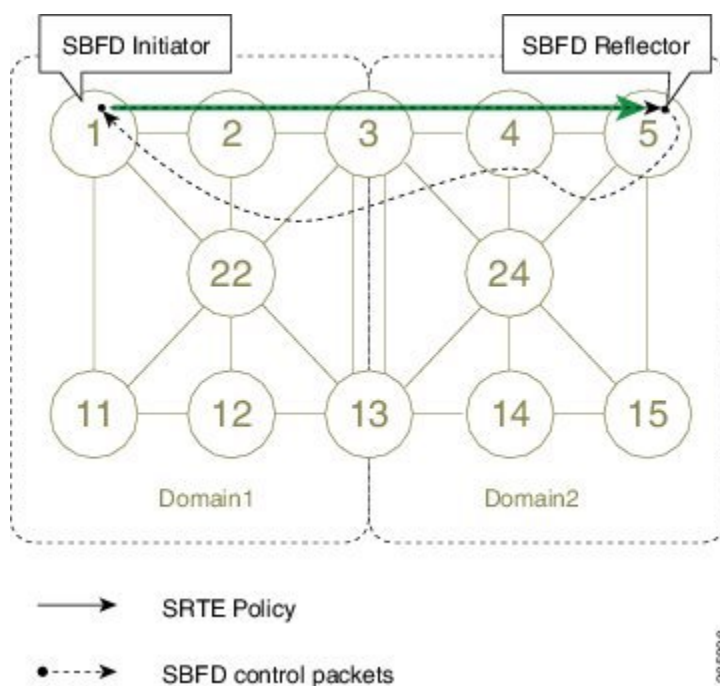 SBFD Initiator
SBFD Reflector
1 2 3 4 5
22 24
11 12 13 14 15
Domain1 Domain2
SRTE Policy
SBFD control packets